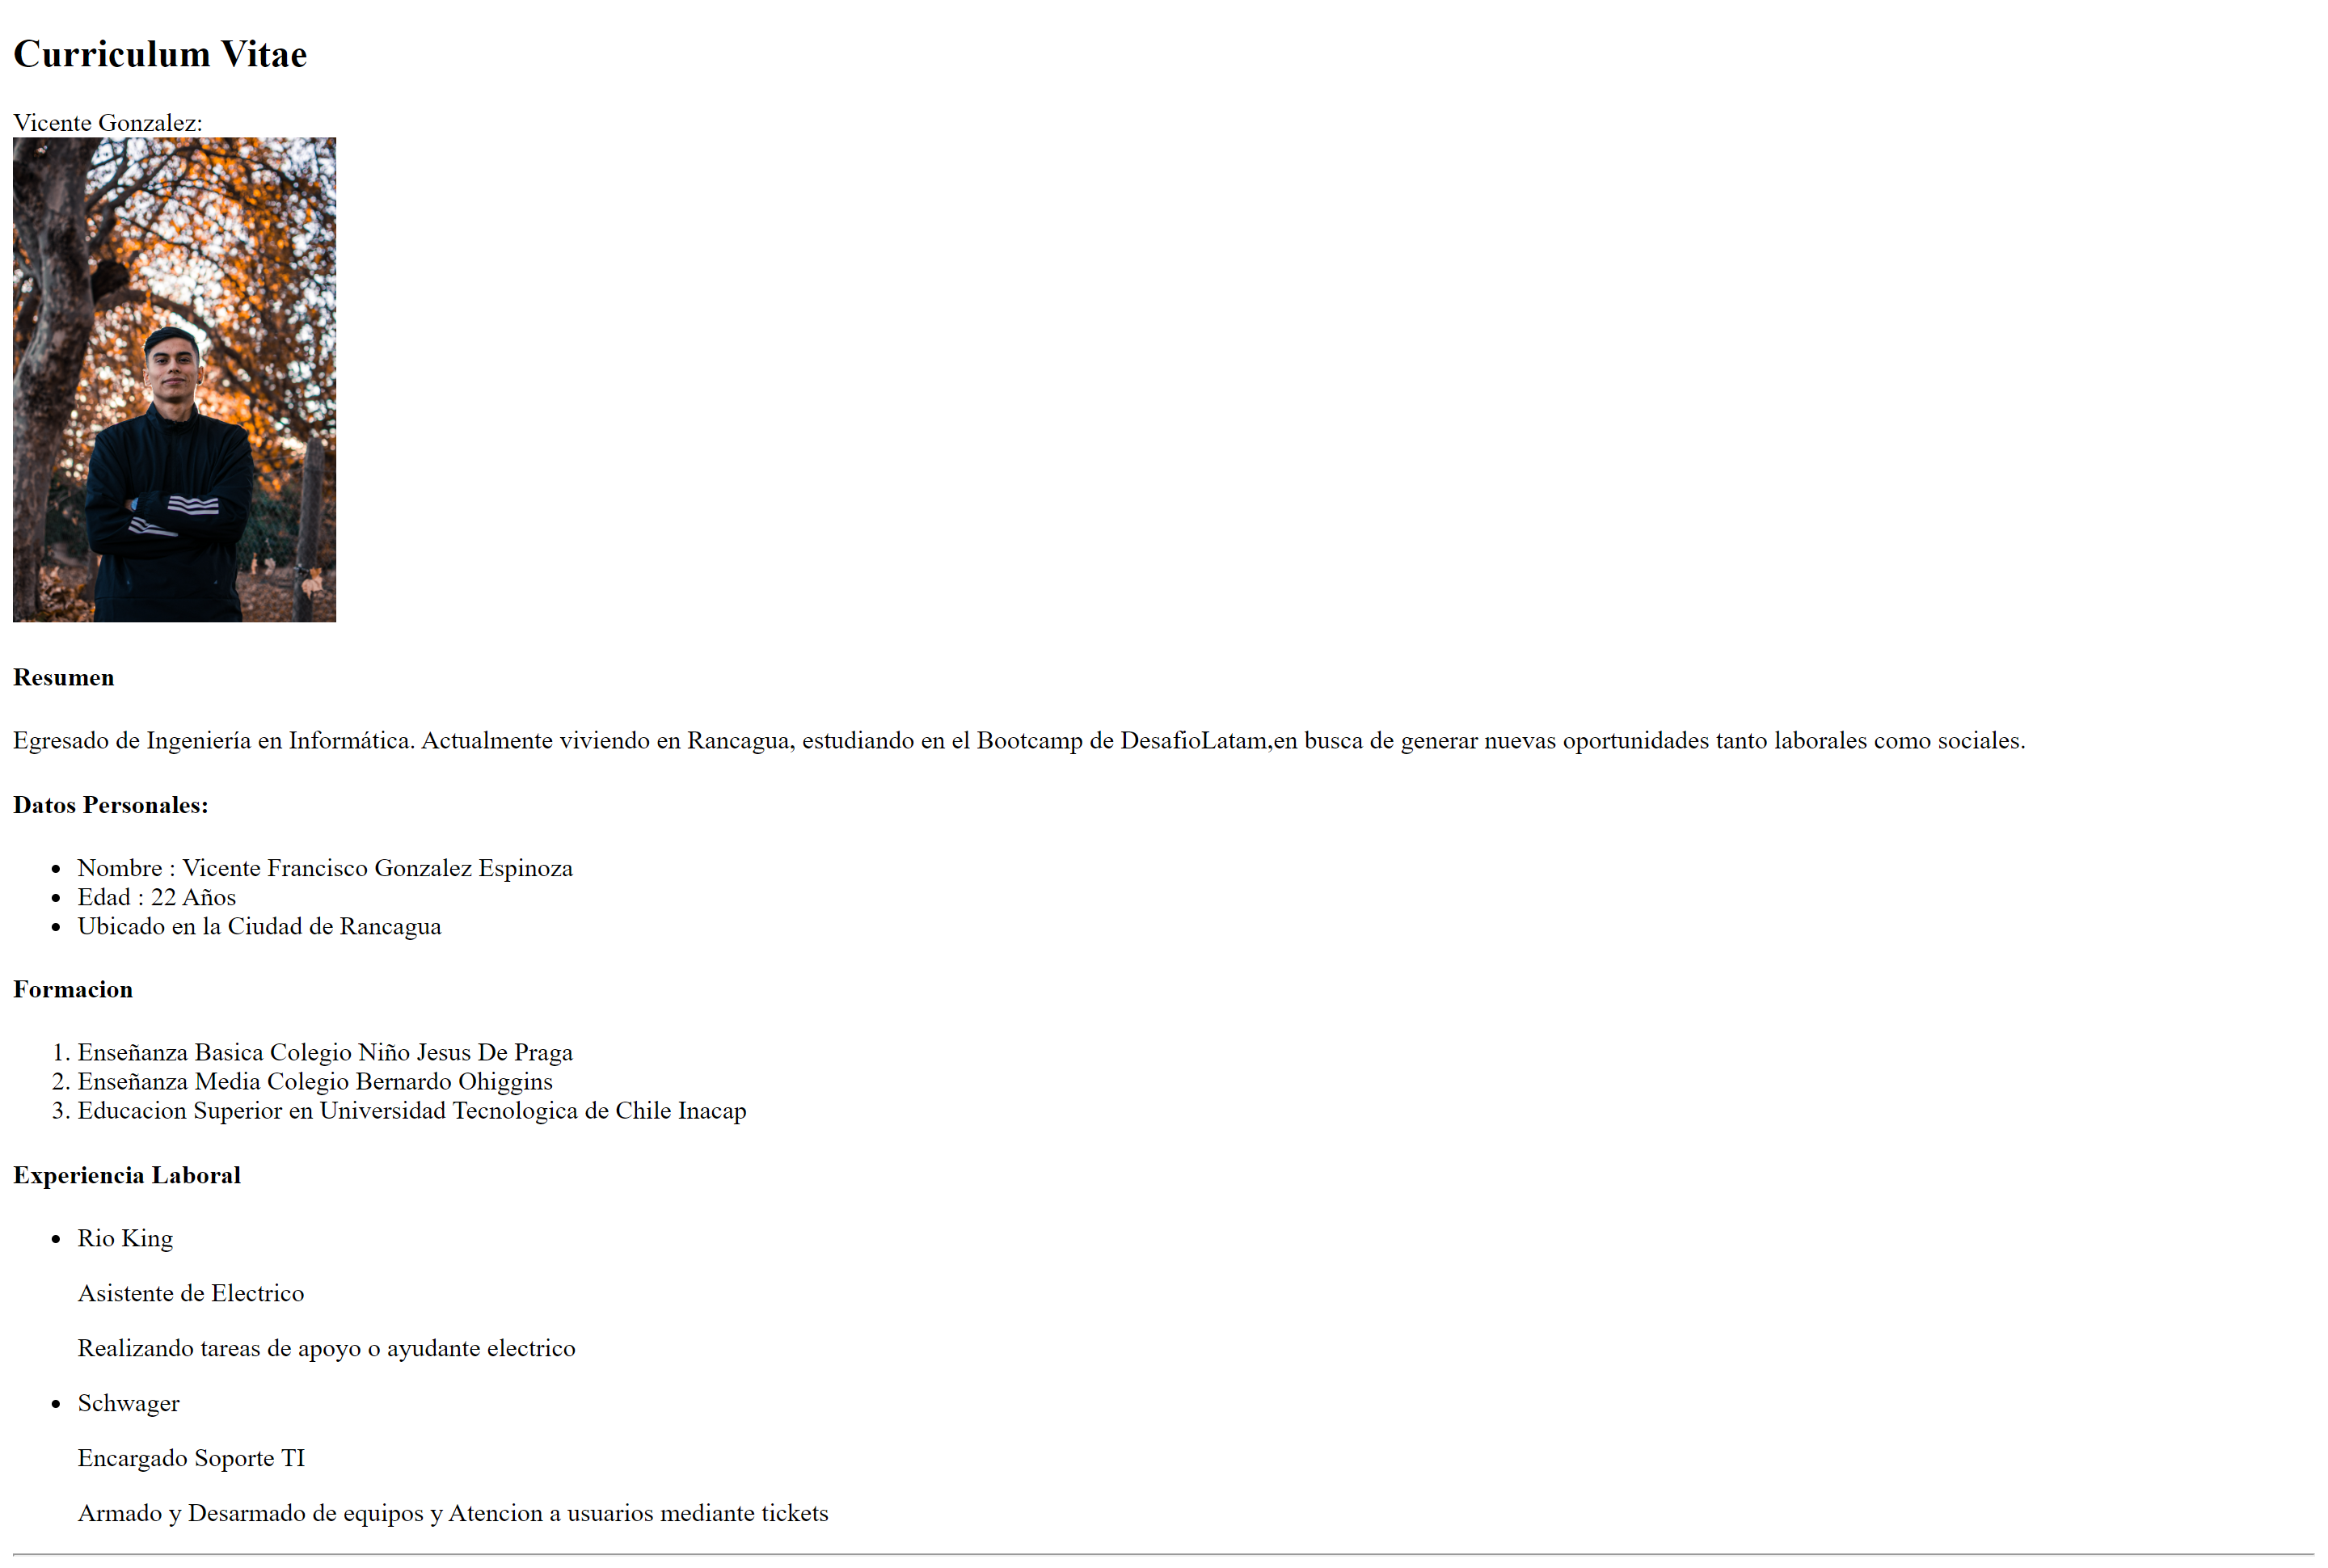 Curriculum Vitae
Vicente Gonzalez:
Resumen
Egresado de Ingeniería en Informática. Actualmente viviendo en Rancagua, estudiando en el Bootcamp de DesafioLatam,en busca de generar nuevas oportunidades tanto laborales como sociales.
Datos Personales:
• Nombre : Vicente Francisco Gonzalez Espinoza
• Edad : 22 Años
• Ubicado en la Ciudad de Rancagua
Formacion
1. Enseñanza Basica Colegio Niño Jesus De Praga
2. Enseñanza Media Colegio Bernardo Ohiggins
3. Educacion Superior en Universidad Tecnologica de Chile Inacap
Experiencia Laboral
• Rio King
Asistente de Electrico
Realizando tareas de apoyo o ayudante electrico
• Schwager
Encargado Soporte TI
Armado y Desarmado de equipos y Atencion a usuarios mediante tickets